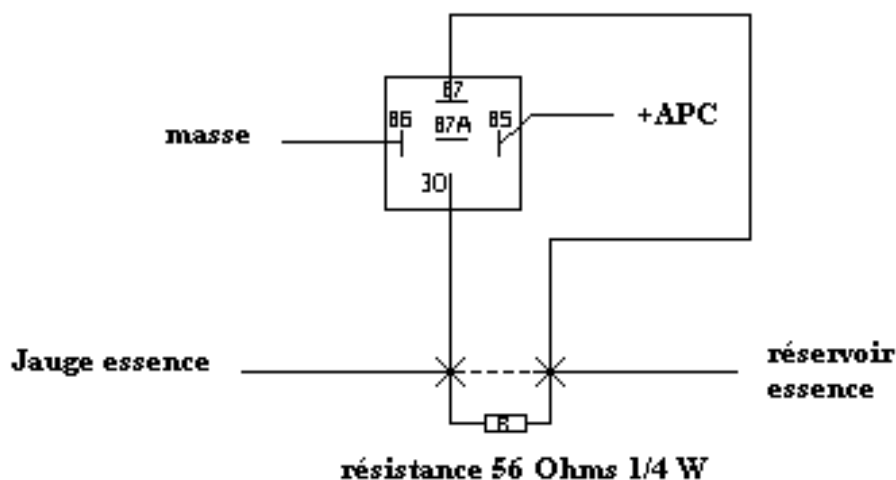 87
86 87A 85
+APC
masse
30
Jauge essence
réservoir
essence
R
résistance 56 Ohms 1/4 W